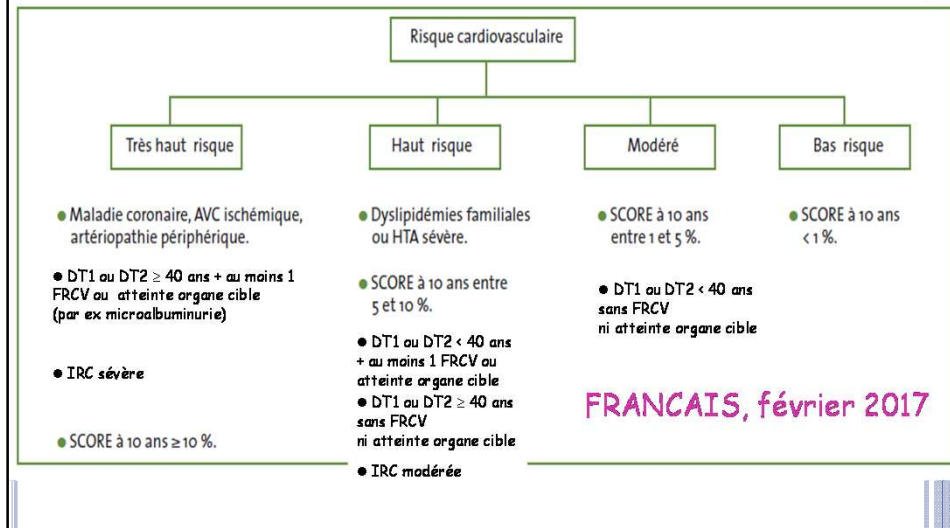 Risque cardiovasculaire
Très haut risque
Haut risque
Modéré
Bas risque
● Maladie coronaire, AVC ischémique,
artériopathie périphérique.
● DT1 ou DT2 ≥ 40 ans + au moins 1
FRCV ou atteinte organe cible
(par ex microalbuminurie)
● IRC sévère
● SCORE à 10 ans ≥ 10 %.
● Dyslipidémies familiales
ou HTA sévère.
● SCORE à 10 ans entre
5 et 10 %.
● DT1 ou DT2 < 40 ans
+ au moins 1 FRCV ou
atteinte organe cible
● DT1 ou DT2 ≥ 40 ans
sans FRCV
ni atteinte organe cible
● IRC modérée
● SCORE à 10 ans
entre 1 et 5 %.
● DT1 ou DT2 < 40 ans
sans FRCV
ni atteinte organe cible
● SCORE à 10 ans
< 1 %.
FRANCAIS, février 2017